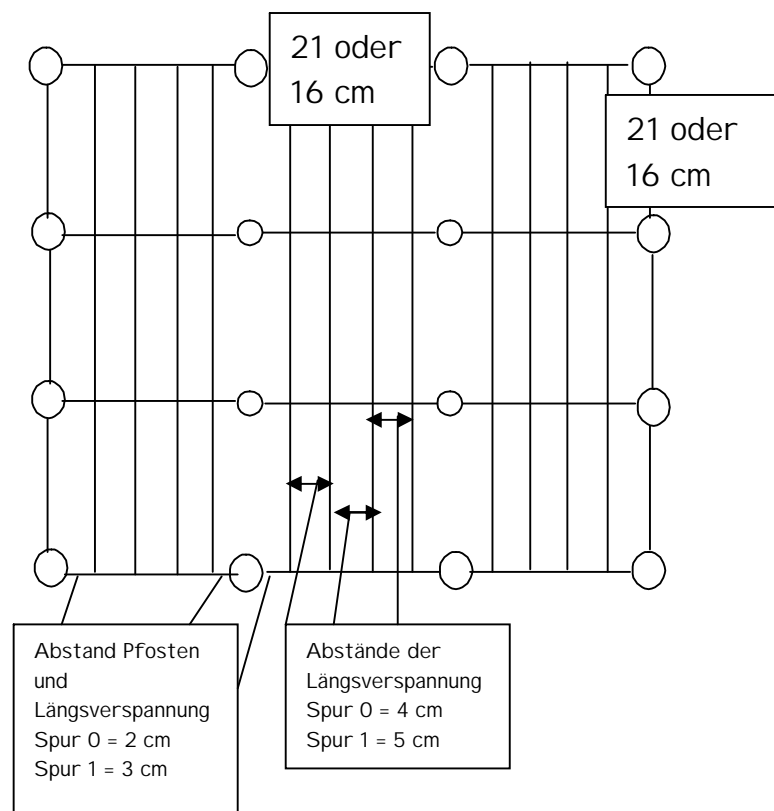 21 oder
16 cm
21 oder
16 cm
Abstand Pfosten
und
Längsverspannung
Spur 0 = 2 cm
Spur 1 = 3 cm
Abstände der
Längsverspannung
Spur 0 = 4 cm
Spur 1 = 5 cm